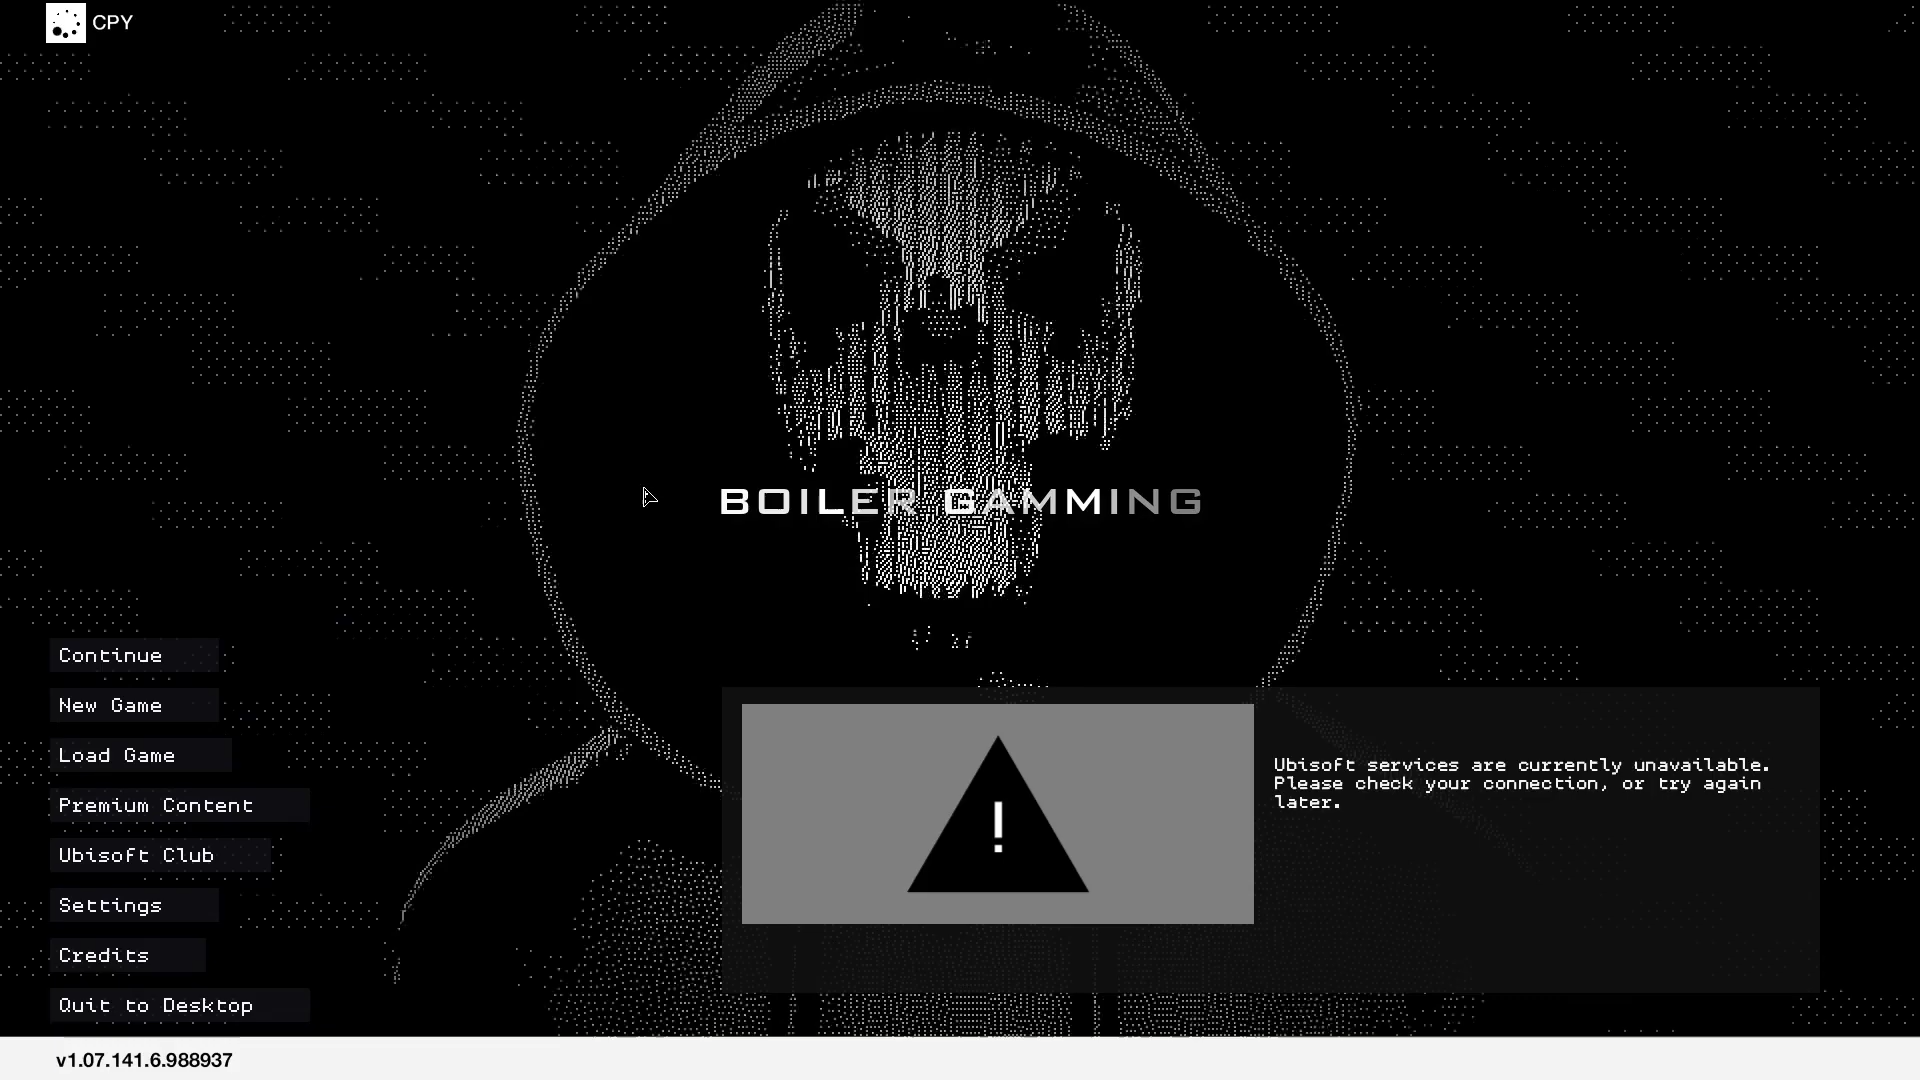 CPY
BOILER GAMMING
Continue
New Game
Load Game
Premium Content
Ubisoft Club
Settings
Credits
Quit to Desktop
!
Ubisoft services are currently unavailable.
Please check your connection, or try again
later.
v1.07.141.6.988937